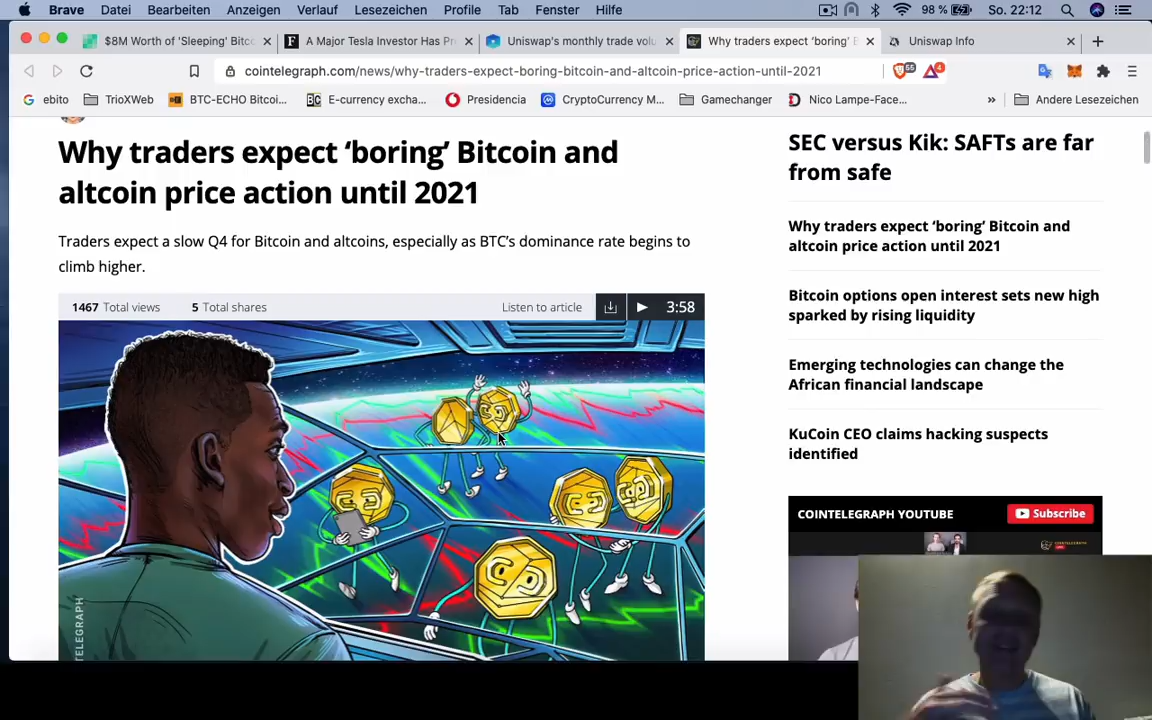 Brave Datei Bearbeiten Anzeigen Verlauf Lesezeichen Profile Tab Fenster Hilfe 98 % So. 22:12
$8M Worth of 'Sleeping' Bitc
A Major Tesla Investor Has Pr
Uniswap's monthly trade volu
Why traders expect 'boring' B
Uniswap Info
cointelegraph.com/news/why-traders-expect-boring-bitcoin-and-altcoin-price-action-until-2021
65
4
ebito TrioXWeb BTC-ECHO Bitcoi... E-currency excha... Presidencia CryptoCurrency M... Gamechanger Nico Lampe-Face... » Andere Lesezeichen
Why traders expect ‘boring’ Bitcoin and
altcoin price action until 2021
Traders expect a slow Q4 for Bitcoin and altcoins, especially as BTC’s dominance rate begins to
climb higher.
1467 Total views 5 Total shares Listen to article 3:58
SEC versus Kik: SAFTs are far
from safe
Why traders expect ‘boring’ Bitcoin and
altcoin price action until 2021
Bitcoin options open interest sets new high
sparked by rising liquidity
Emerging technologies can change the
African financial landscape
KuCoin CEO claims hacking suspects
identified
COINTELEGRAPH YOUTUBE Subscribe